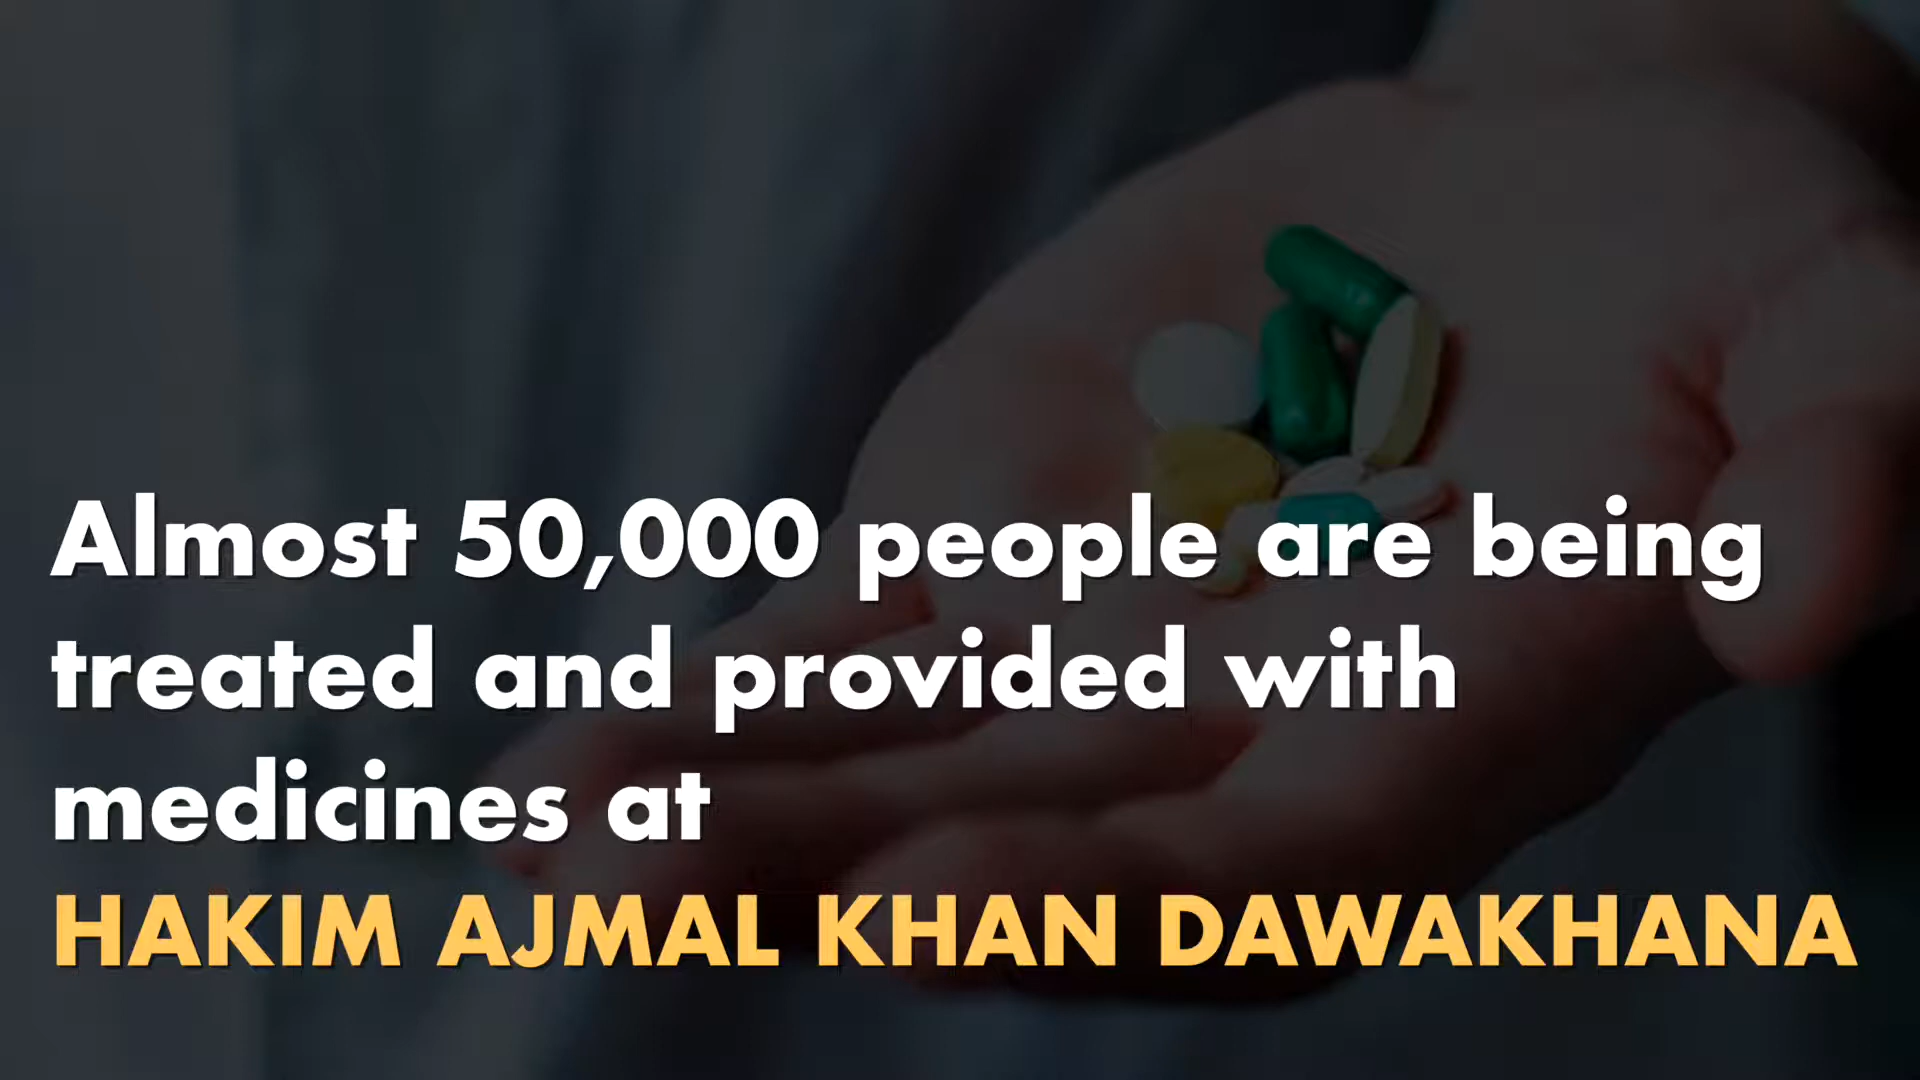 Almost 50,000 people are being
treated and provided with
medicines at
HAKIM AJMAL KHAN DAWAKHANA